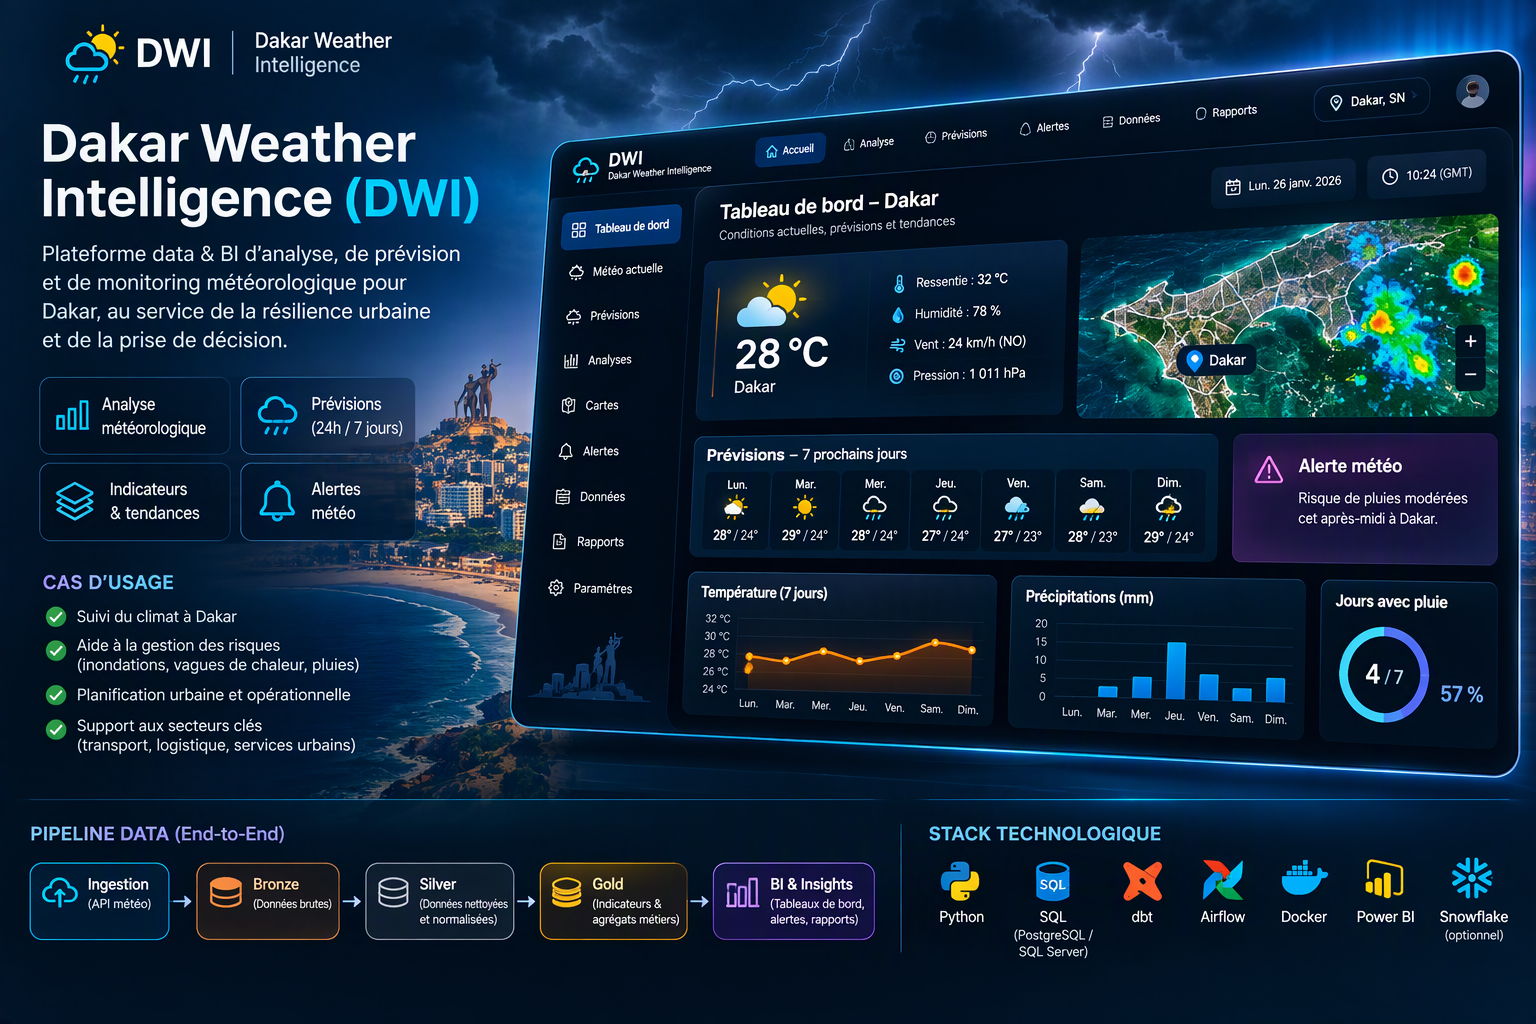 DWI
Dakar Weather
Intelligence
Dakar Weather
Intelligence (DWI)
Plateforme data & BI d'analyse, de prévision
et de monitoring météorologique pour
Dakar, au service de la résilience urbaine
et de la prise de décision.
Analyse
météorologique
Prévisions
(24h / 7 jours)
Indicateurs
& tendances
Alertes
météo
CAS D'USAGE
Suivi du climat à Dakar
Aide à la gestion des risques
(inondations, vagues de chaleur, pluies)
Planification urbaine et opérationnelle
Support aux secteurs clés
(transport, logistique, services urbains)
DWI
Dakar Weather Intelligence
Accueil
Analyse
Prévisions
Alertes
Données
Rapports
Dakar, SN
Tableau de bord
Météo actuelle
Prévisions
Analyses
Cartes
Alertes
Données
Rapports
Paramétres
Tableau de bord – Dakar
Conditions actuelles, prévisions et tendances
Lun. 26 janv. 2026
10:24 (GMT)
28 °C
Dakar
Ressentie : 32 °C
Humidité : 78 %
Vent : 24 km/h (NO)
Pression : 1 011 hPa
Dakar
+
−
Prévisions – 7 prochains jours
Lun. Mar. Mer. Jeu. Ven. Sam. Dim.
28° / 24° 29° / 24° 28° / 24° 27° / 24° 27° / 23° 28° / 23° 29° / 24°
Alerte météo
Risque de pluies modérées
cet après-midi à Dakar.
Température (7 jours)
32 °C
30 °C
28 °C
26 °C
24 °C
Lun. Mar. Mer. Jeu. Ven. Sam. Dim.
Précipitations (mm)
20
15
10
5
0
Lun. Mar. Mer. Jeu. Ven. Sam. Dim.
Jours avec pluie
4 / 7
57 %
PIPELINE DATA (End-to-End)
Ingestion
(API météo)
Bronze
(Données brutes)
Silver
(Données nettoyées
et normalisées)
Gold
(Indicateurs &
agrégats métiers)
BI & Insights
(Tableaux de bord,
alertes, rapports)
STACK TECHNOLOGIQUE
Python
SQL
SQL
(PostgreSQL /
SQL Server)
dbt
Airflow
Docker
Power BI
Snowflake
(optionnel)